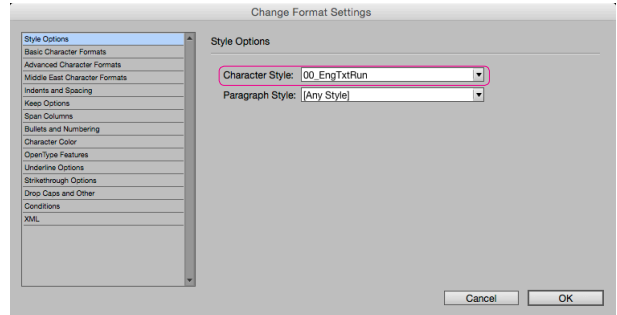 Change Format Settings
Style Options
Basic Character Formats
Advanced Character Formats
Middle East Character Formats
Indents and Spacing
Keep Options
Span Columns
Bullets and Numbering
Character Color
OpenType Features
Underline Options
Strikethrough Options
Drop Caps and Other
Conditions
XML
Style Options
Character Style: 00_EngTxtRun
Paragraph Style: [Any Style]
Cancel OK